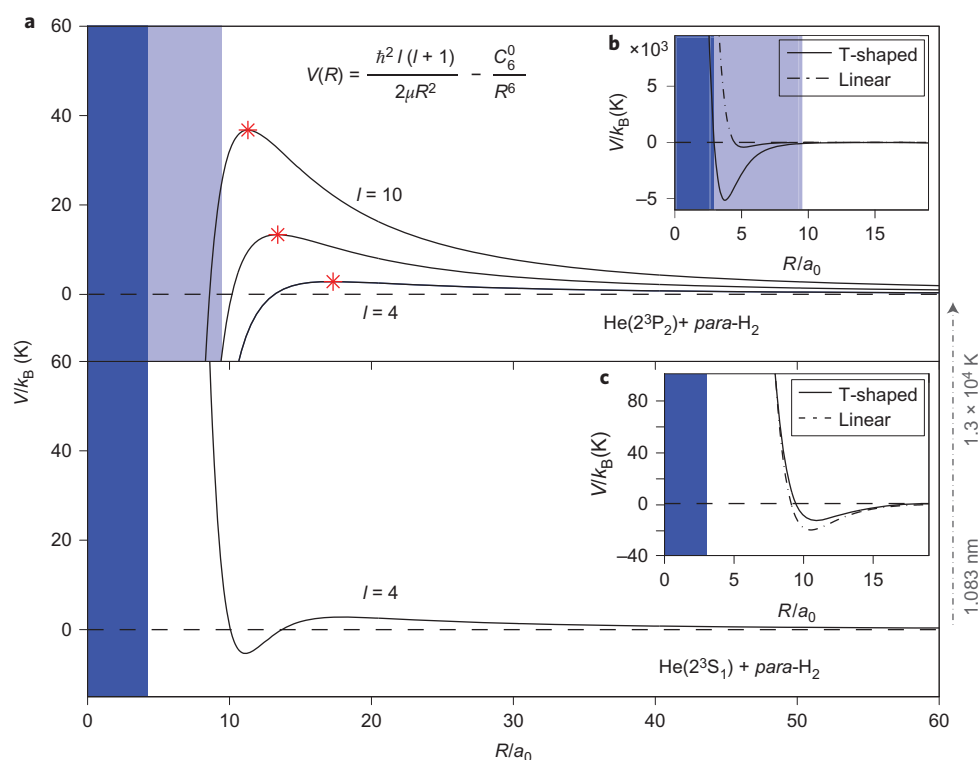 a
60
40
20
0
V(R) = ħ² l (l + 1) / 2μR² − C₆⁰ / R⁶
l = 10
l = 4
He(2³P₂)+ para-H₂
b
×10³
5
0
−5
V/k_B(K)
T-shaped
Linear
0 5 10 15
R/a₀
V/k_B (K)
60
40
20
0
l = 4
He(2³S₁) + para-H₂
c
80
40
0
−40
V/k_B(K)
T-shaped
Linear
0 5 10 15
R/a₀
1.3 × 10⁴ K
1.083 nm
0 10 20 30 40 50 60
R/a₀